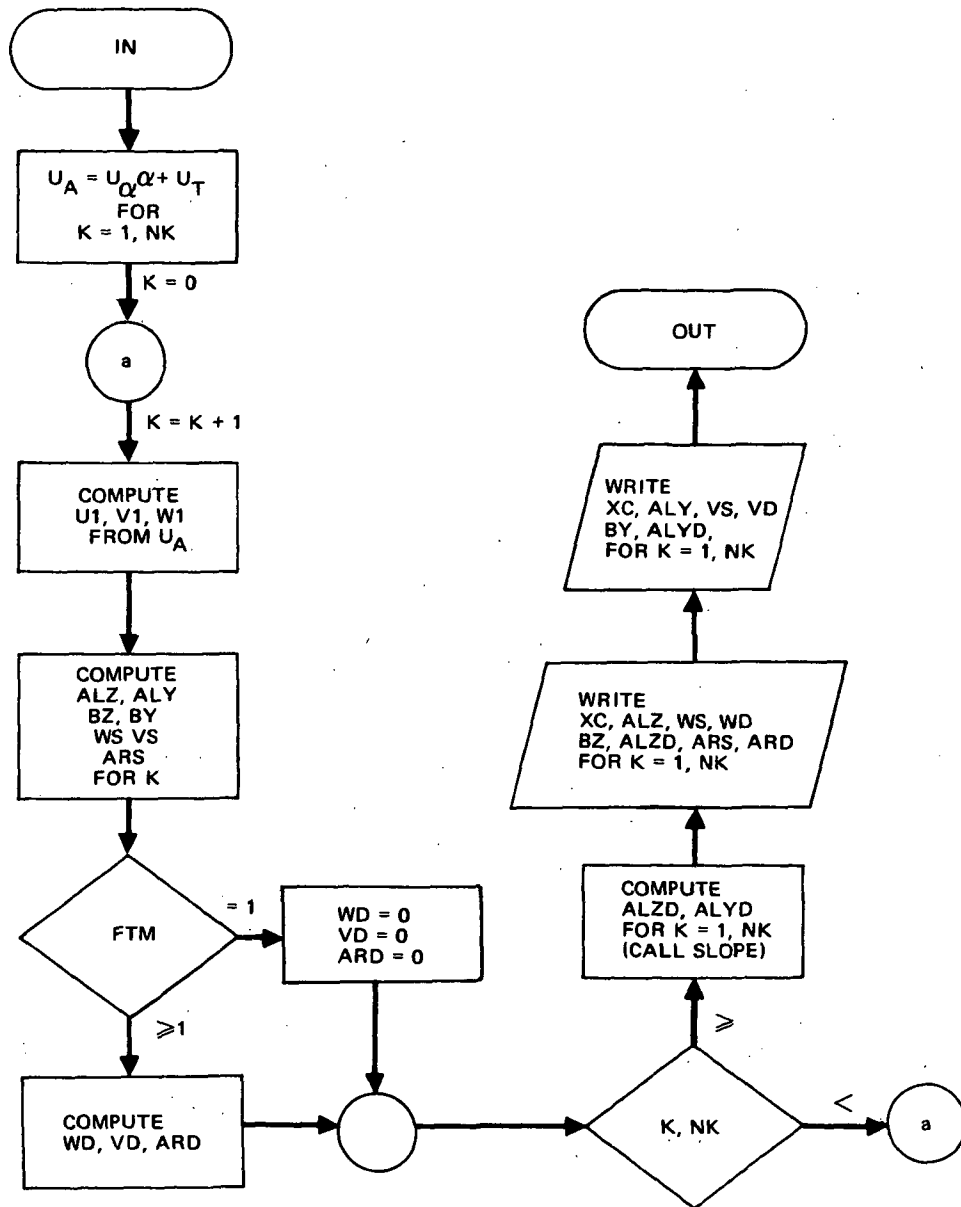 IN
U_A = U_α α + U_T
FOR
K = 1, NK
K = 0
a
K = K + 1
COMPUTE
U1, V1, W1
FROM U_A
COMPUTE
ALZ, ALY
BZ, BY
WS VS
ARS
FOR K
FTM
= 1
WD = 0
VD = 0
ARD = 0
⩾1
COMPUTE
WD, VD, ARD
K, NK
<
a
⩾
COMPUTE
ALZD, ALYD
FOR K = 1, NK
(CALL SLOPE)
WRITE
XC, ALZ, WS, WD
BZ, ALZD, ARS, ARD
FOR K = 1, NK
WRITE
XC, ALY, VS, VD
BY, ALYD,
FOR K = 1, NK
OUT